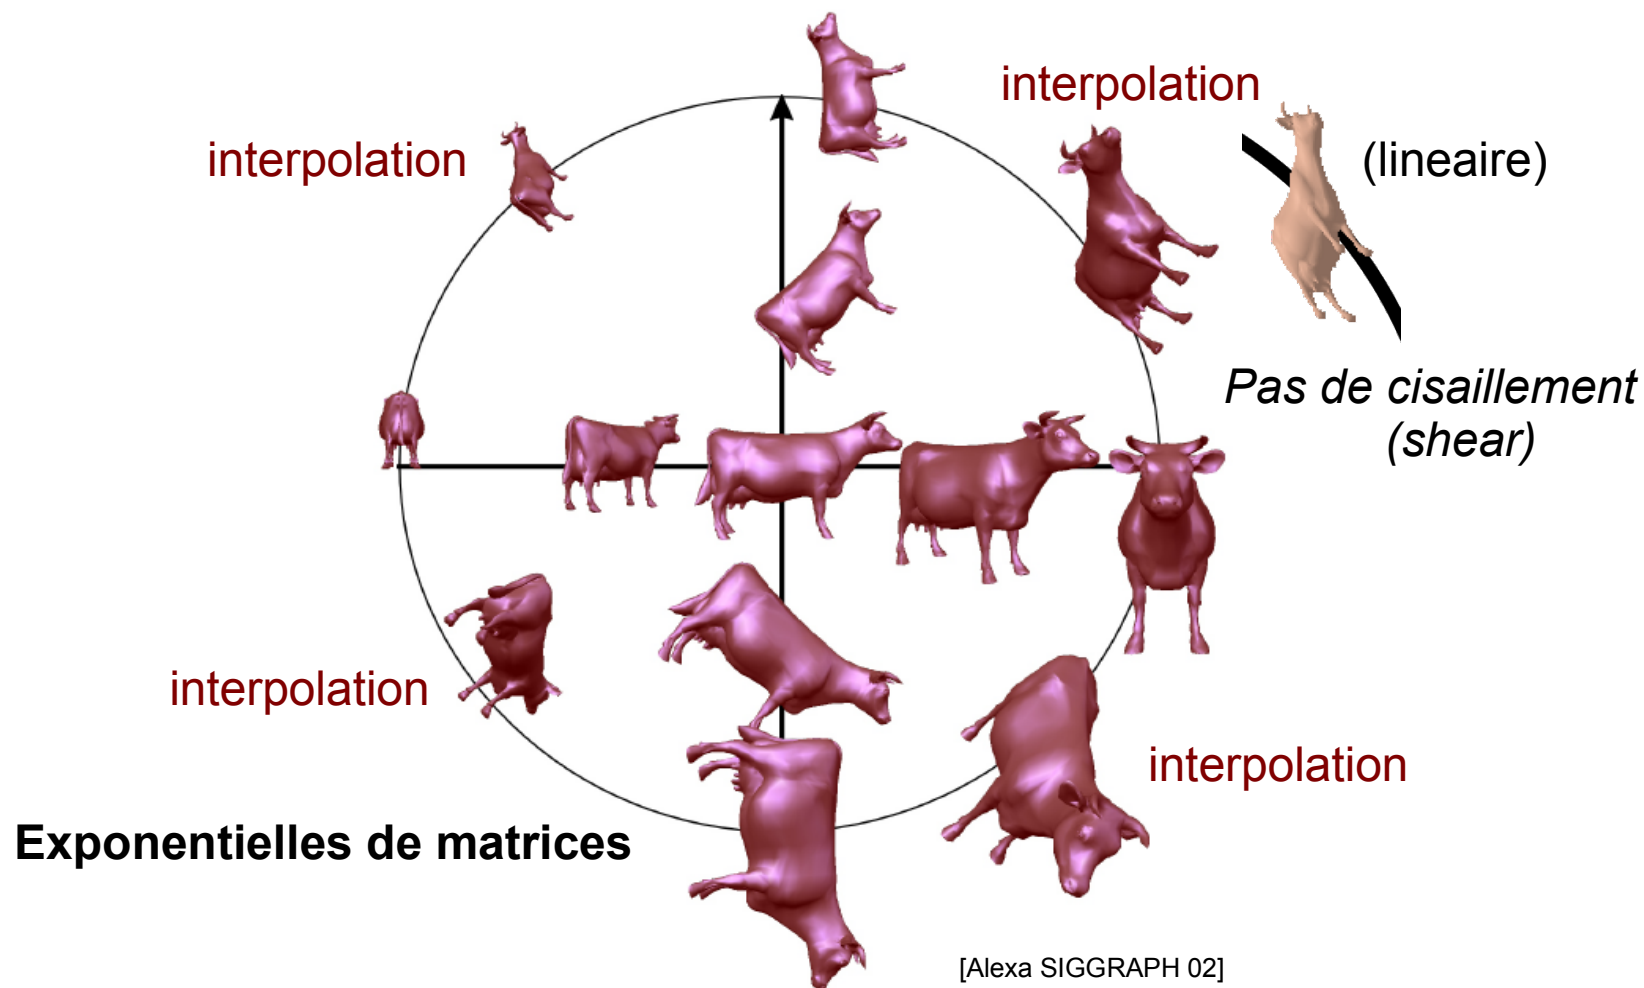 interpolation
interpolation
(lineaire)
Pas de cisaillement
(shear)
interpolation
interpolation
Exponentielles de matrices
[Alexa SIGGRAPH 02]